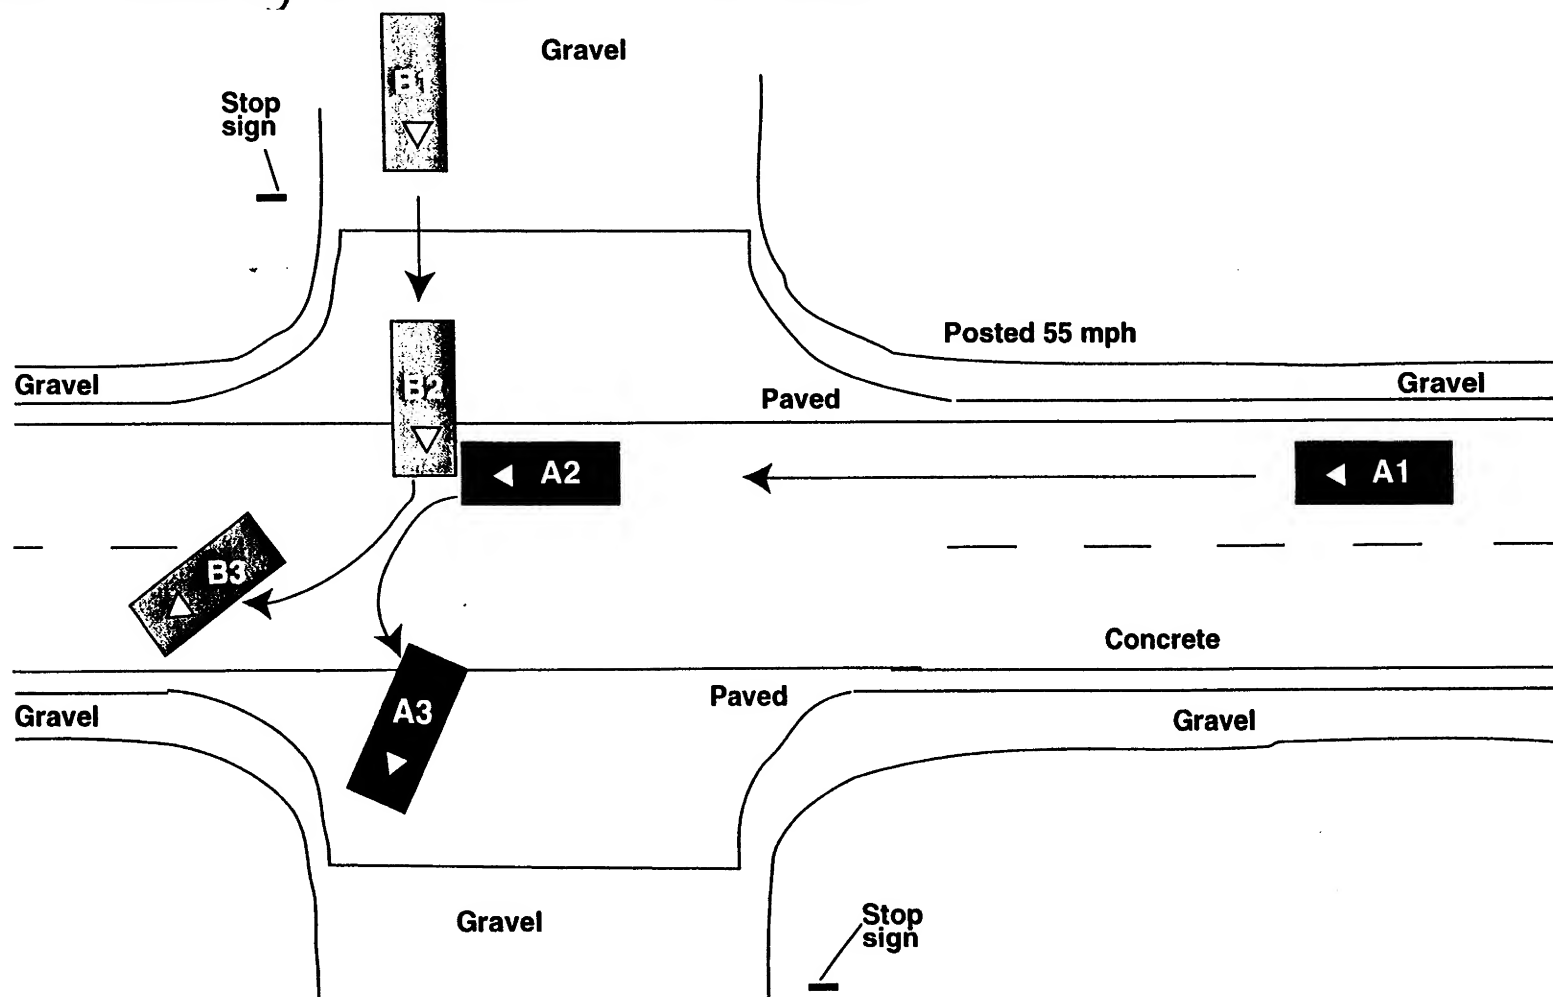 Gravel
B1
Stop
sign
Posted 55 mph
Gravel
B2
Paved
Gravel
A2
A1
B3
Concrete
A3
Paved
Gravel
Gravel
Gravel
Stop
sign